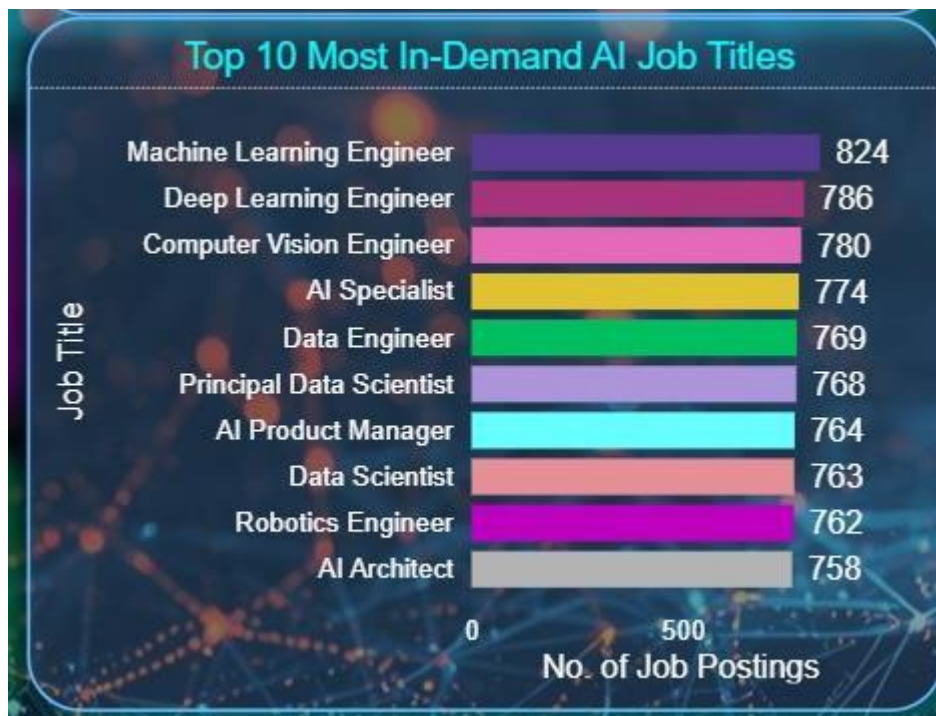 Top 10 Most In-Demand AI Job Titles
Job Title
Machine Learning Engineer 824
Deep Learning Engineer 786
Computer Vision Engineer 780
AI Specialist 774
Data Engineer 769
Principal Data Scientist 768
AI Product Manager 764
Data Scientist 763
Robotics Engineer 762
AI Architect 758
0 500
No. of Job Postings